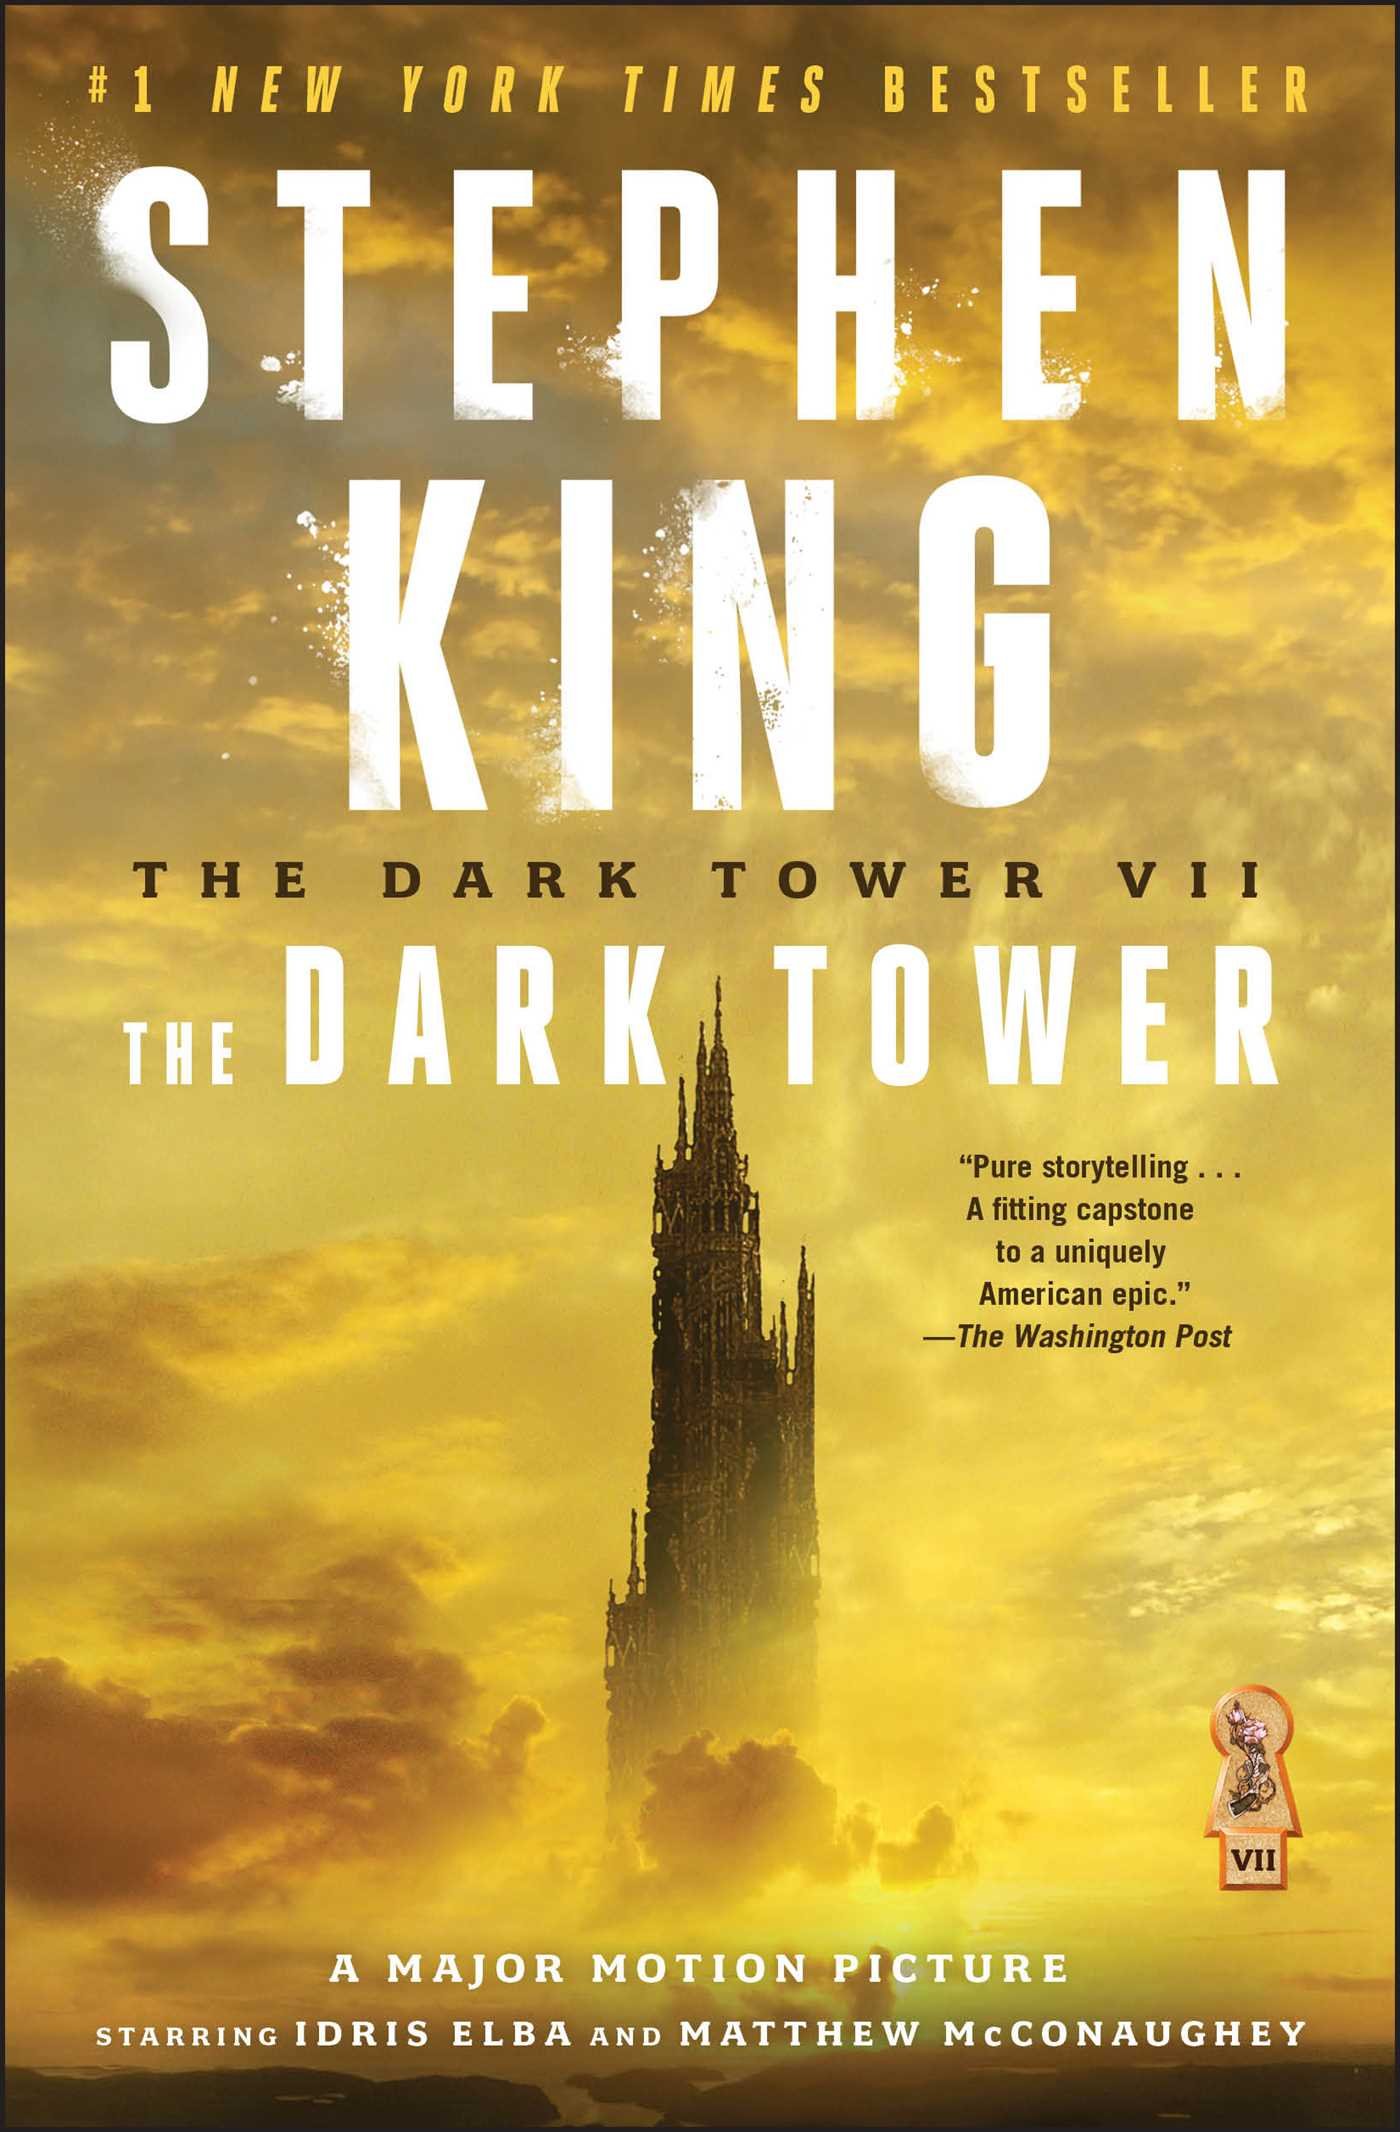 #1 NEW YORK TIMES BESTSELLER
STEPHEN
KING
THE DARK TOWER VII
THE DARK TOWER
“Pure storytelling . . .
A fitting capstone
to a uniquely
American epic.”
—The Washington Post
VII
A MAJOR MOTION PICTURE
STARRING IDRIS ELBA AND MATTHEW McCONAUGHEY